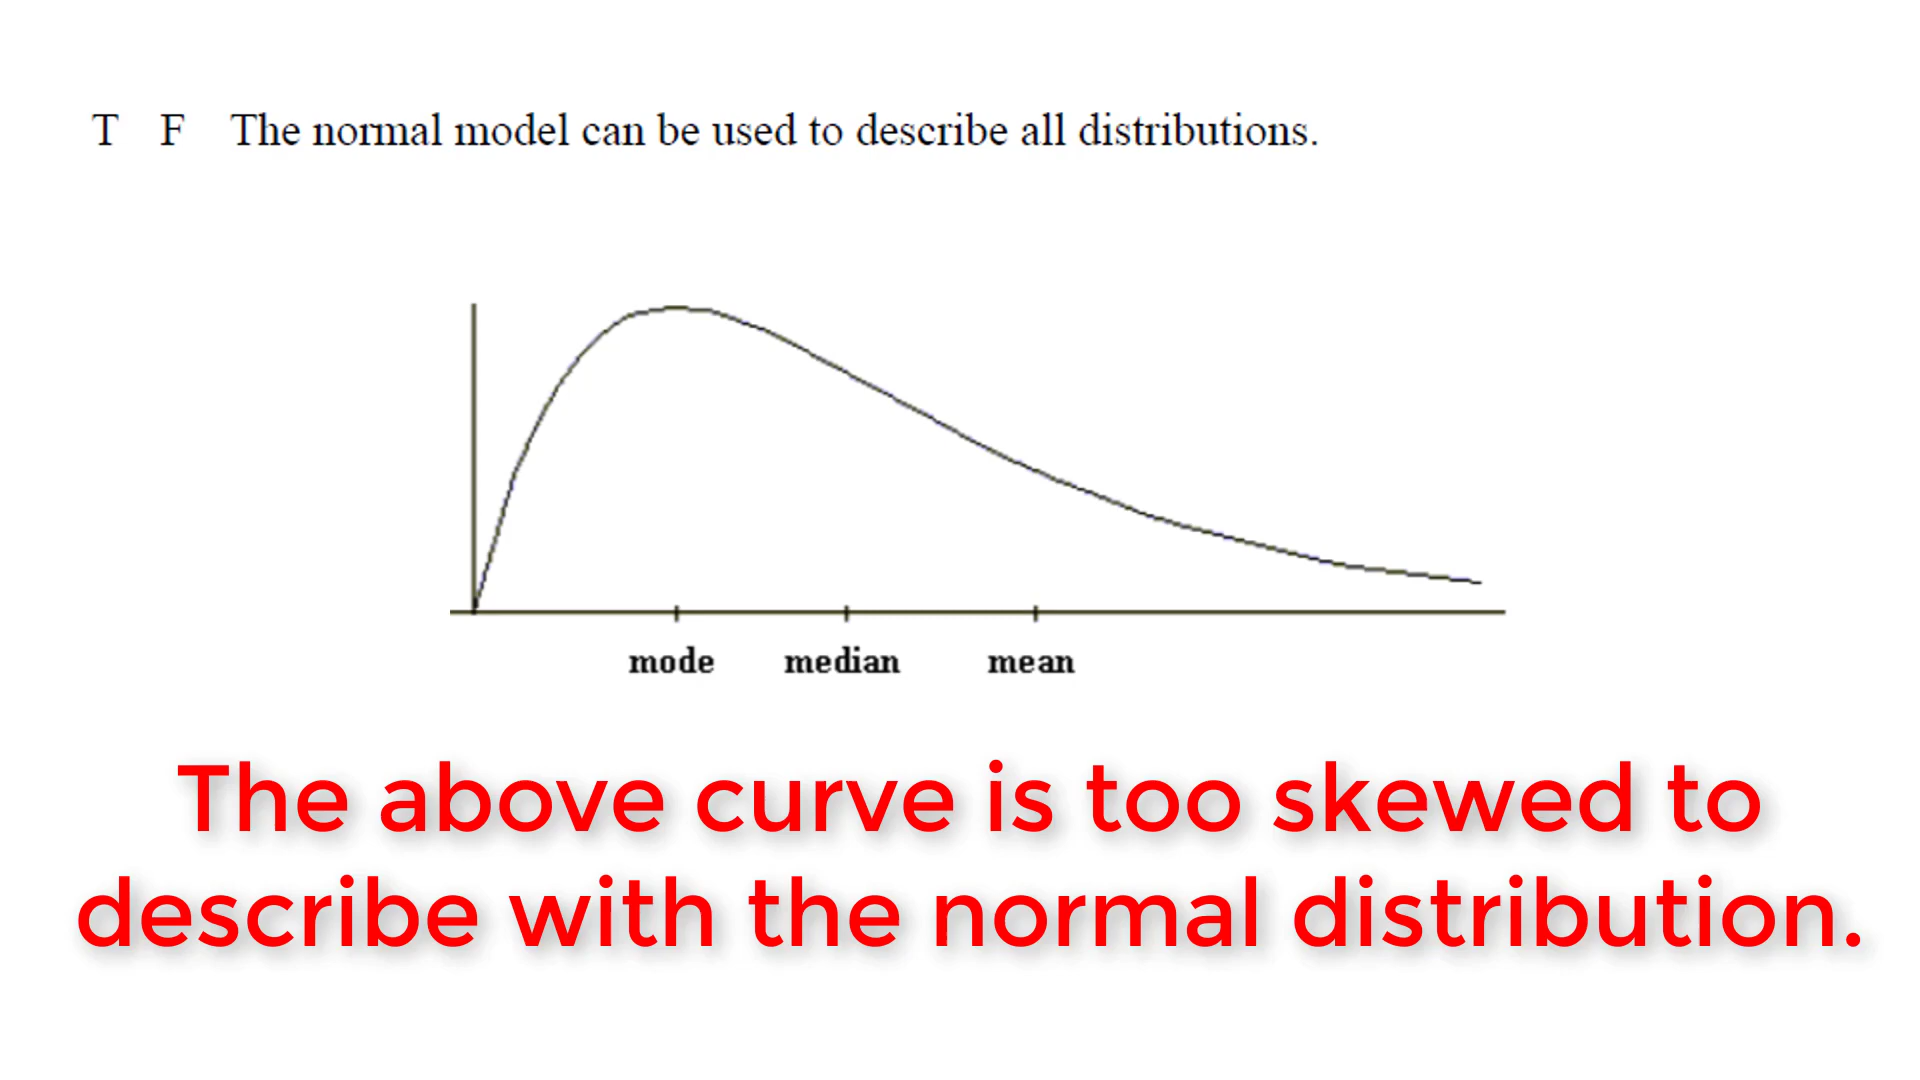 T F The normal model can be used to describe all distributions.
mode median mean
The above curve is too skewed to
describe with the normal distribution.